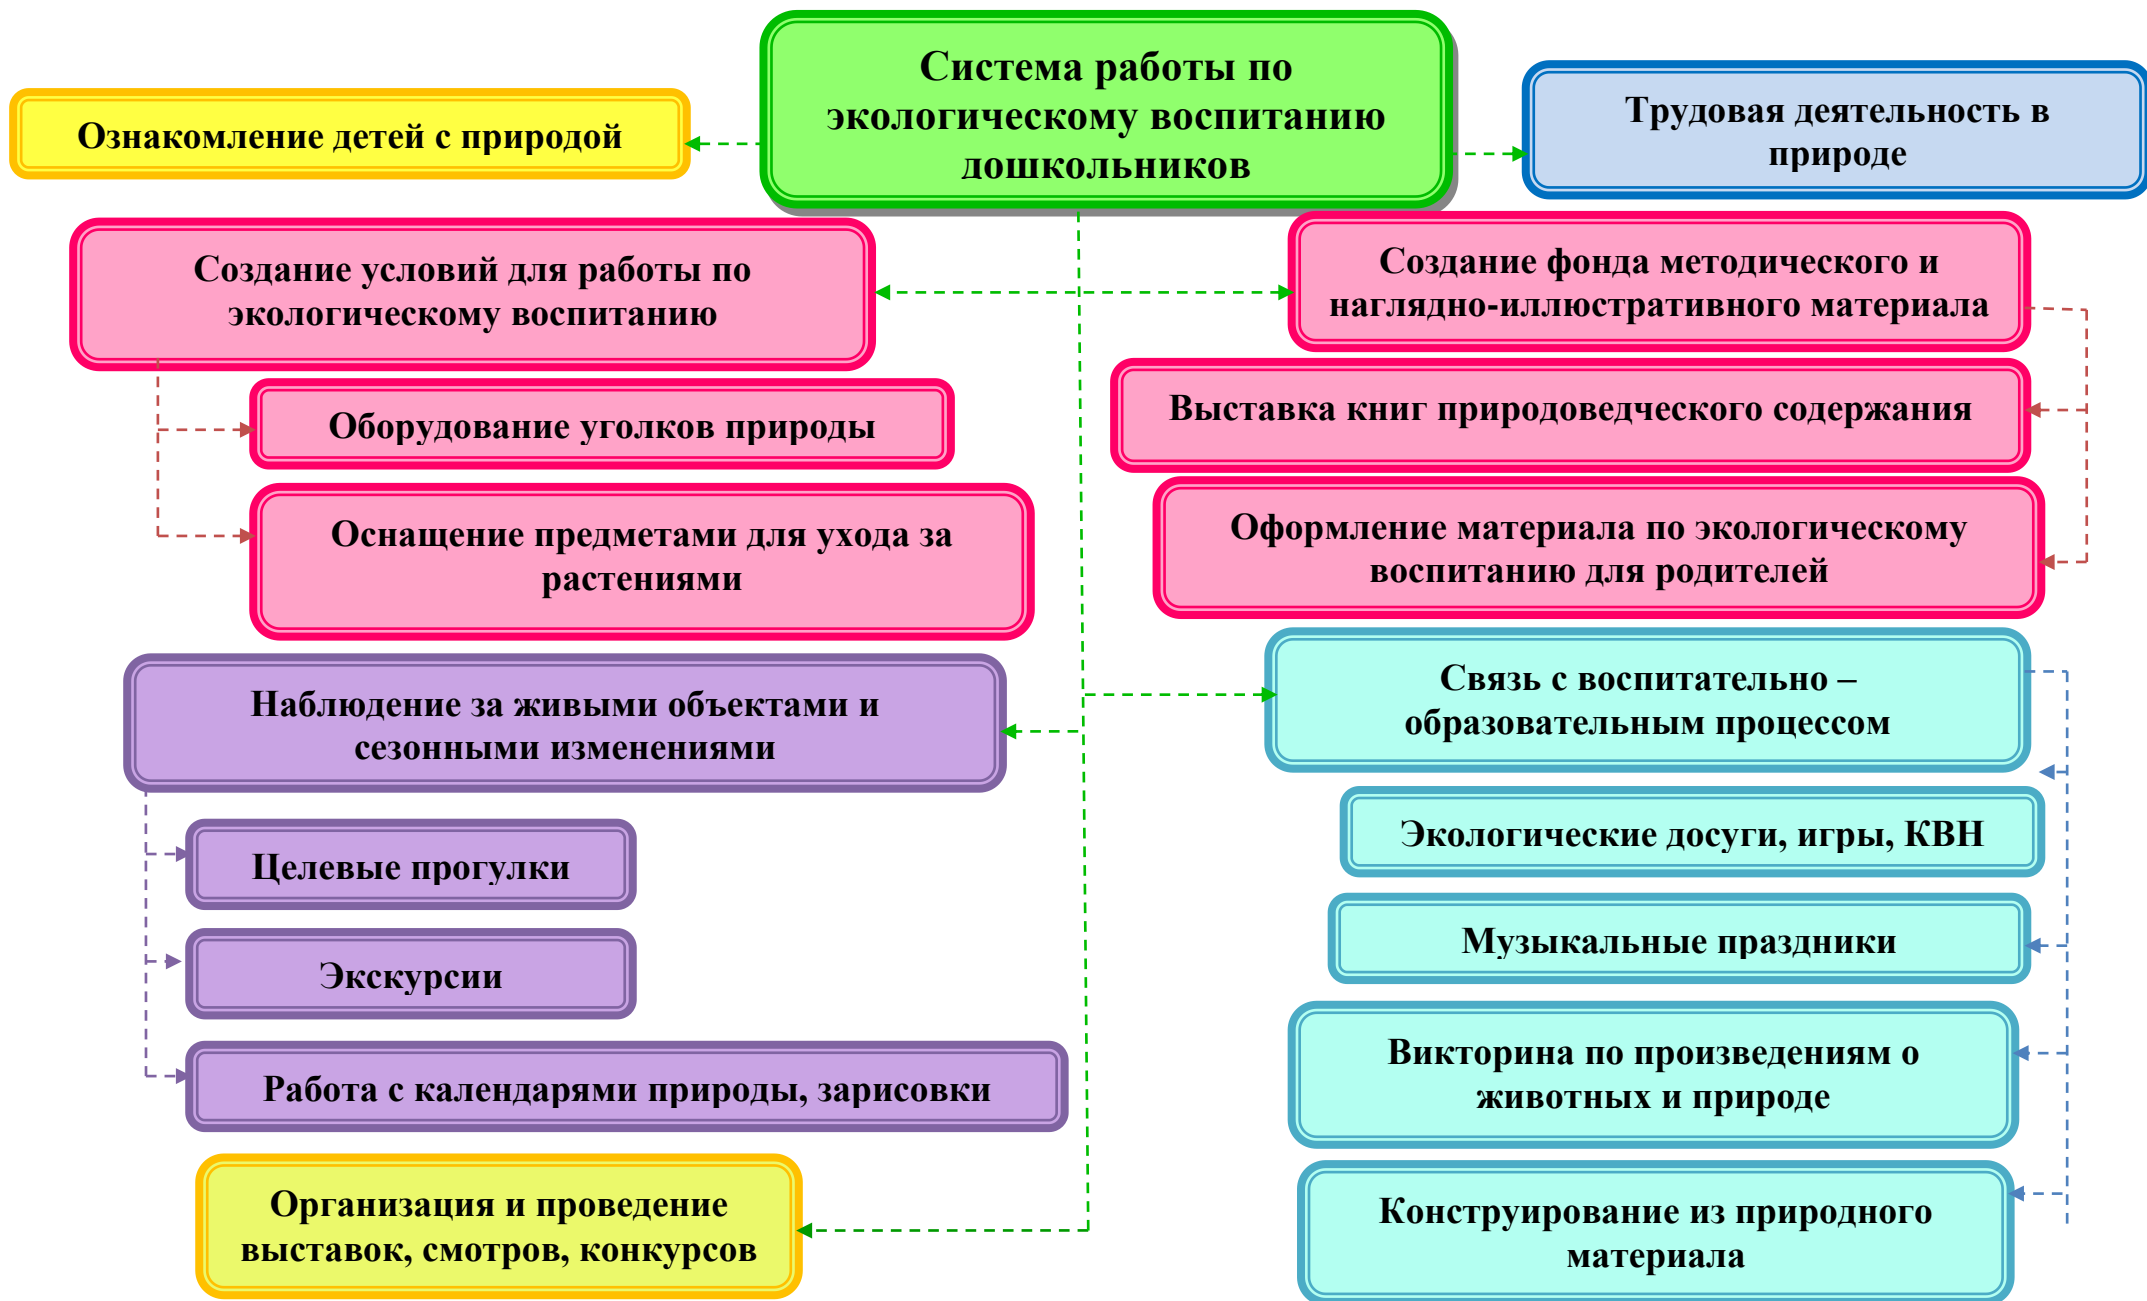 Система работы по
экологическому воспитанию
дошкольников
Ознакомление детей с природой
Трудовая деятельность в
природе
Создание условий для работы по
экологическому воспитанию
Создание фонда методического и
наглядно-иллюстративного материала
Оборудование уголков природы
Выставка книг природоведческого содержания
Оснащение предметами для ухода за
растениями
Оформление материала по экологическому
воспитанию для родителей
Наблюдение за живыми объектами и
сезонными изменениями
Связь с воспитательно –
образовательным процессом
Целевые прогулки
Экологические досуги, игры, КВН
Экскурсии
Музыкальные праздники
Работа с календарями природы, зарисовки
Викторина по произведениям о
животных и природе
Организация и проведение
выставок, смотров, конкурсов
Конструирование из природного
материала